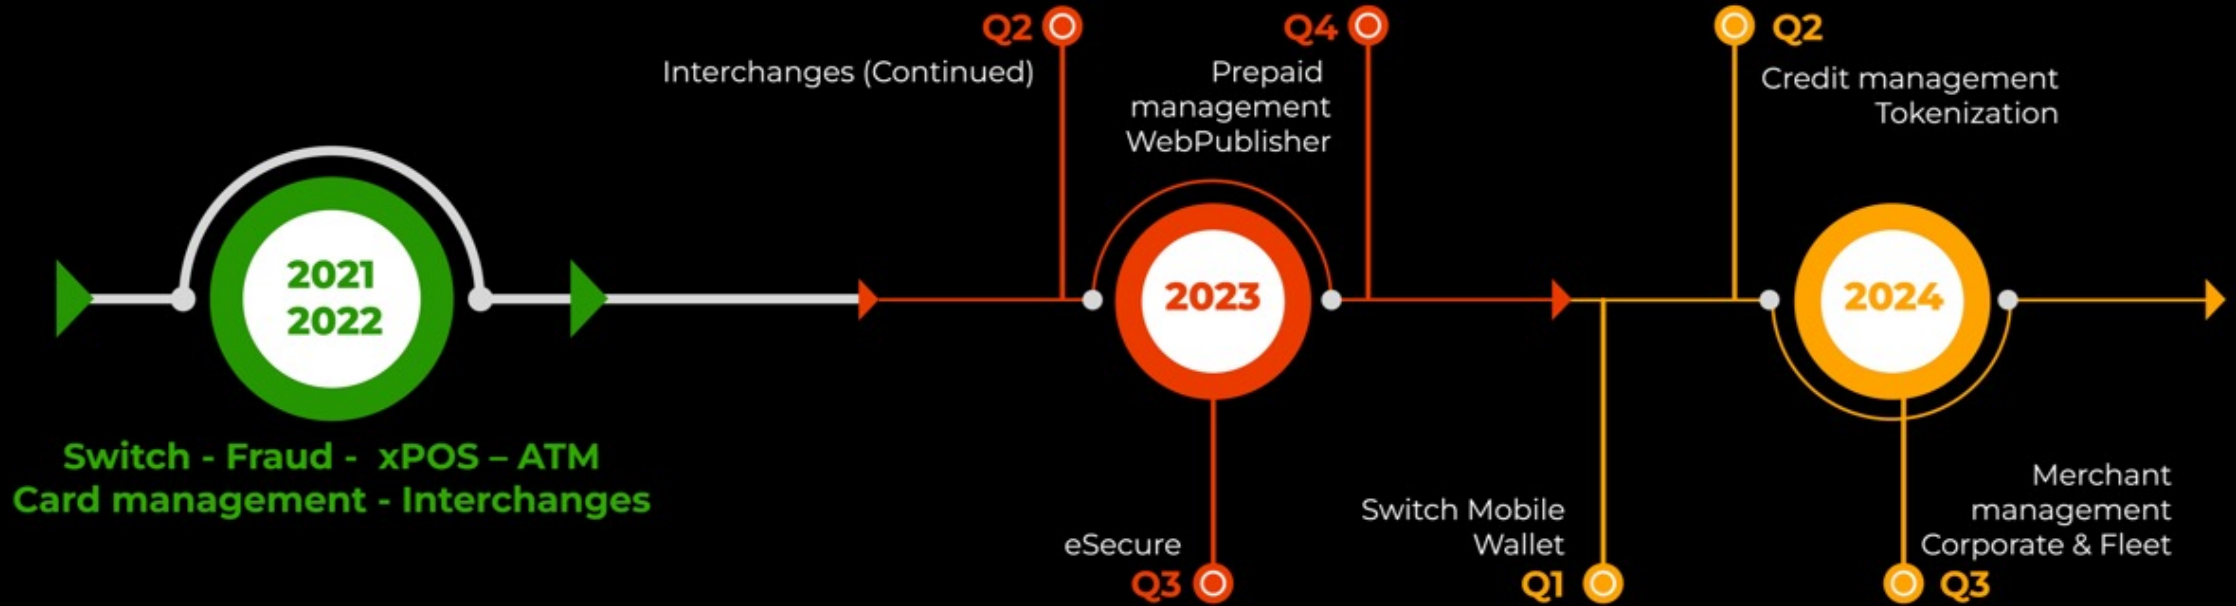 2021
2022
Switch - Fraud - xPOS – ATM
Card management - Interchanges
Q2
Interchanges (Continued)
2023
eSecure
Q3
Q4
Prepaid
management
WebPublisher
Switch Mobile
Wallet
Q1
Q2
Credit management
Tokenization
2024
Merchant
management
Corporate & Fleet
Q3